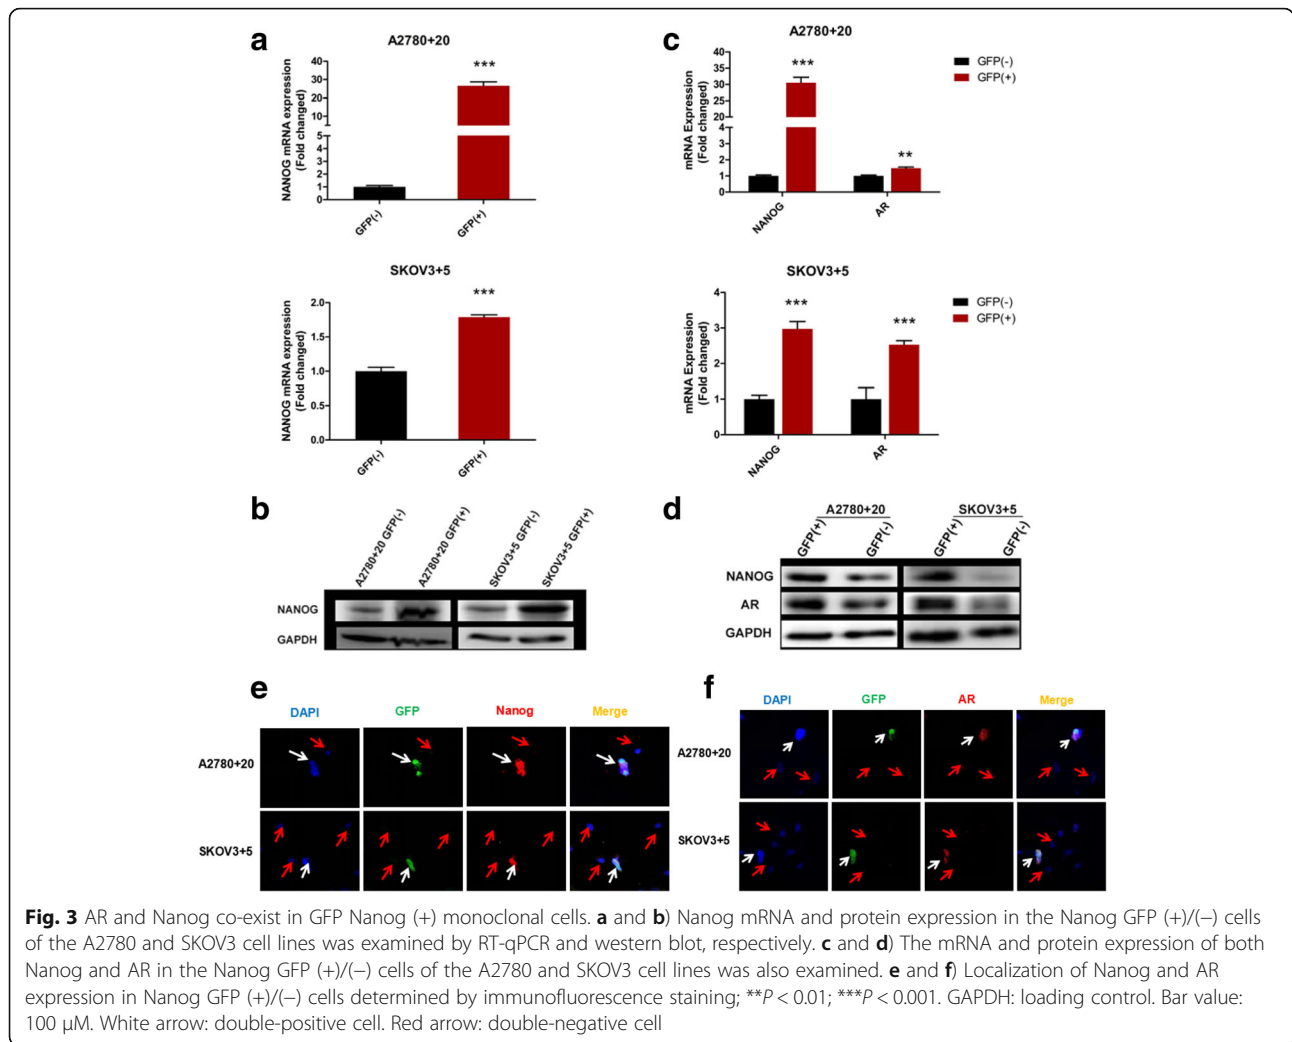 a
A2780+20
NANOG mRNA expression
(Fold changed)
40
30
20
10
5
4
3
2
1
0
***
GFP(-)
GFP(+)
SKOV3+5
NANOG mRNA expression
(Fold changed)
2.0
1.5
1.0
0.5
0.0
***
GFP(-)
GFP(+)
c
A2780+20
mRNA Expression
(Fold changed)
40
35
30
25
20
4
2
1
0
***
**
NANOG
AR
GFP(-)
GFP(+)
SKOV3+5
mRNA Expression
(Fold changed)
4
3
2
1
0
***
***
NANOG
AR
GFP(-)
GFP(+)
b
A2780+20 GFP(-)
A2780+20 GFP(+)
SKOV3+5 GFP(-)
SKOV3+5 GFP(+)
NANOG
GAPDH
d
A2780+20 SKOV3+5
GFP(+) GFP(-) GFP(+) GFP(-)
NANOG
AR
GAPDH
e
DAPI GFP Nanog Merge
A2780+20
SKOV3+5
f
DAPI GFP AR Merge
A2780+20
SKOV3+5
Fig. 3 AR and Nanog co-exist in GFP Nanog (+) monoclonal cells. a and b) Nanog mRNA and protein expression in the Nanog GFP (+)/(−) cells
of the A2780 and SKOV3 cell lines was examined by RT-qPCR and western blot, respectively. c and d) The mRNA and protein expression of both
Nanog and AR in the Nanog GFP (+)/(−) cells of the A2780 and SKOV3 cell lines was also examined. e and f) Localization of Nanog and AR
expression in Nanog GFP (+)/(−) cells determined by immunofluorescence staining; **P < 0.01; ***P < 0.001. GAPDH: loading control. Bar value:
100 μM. White arrow: double-positive cell. Red arrow: double-negative cell